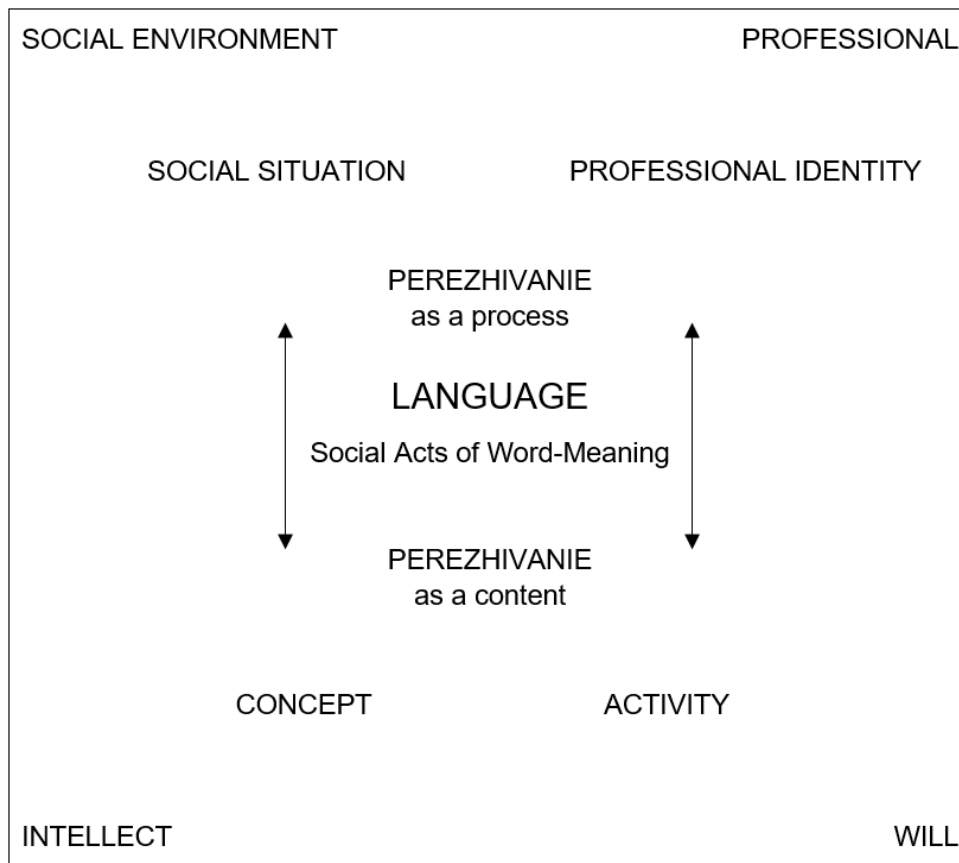 SOCIAL ENVIRONMENT PROFESSIONAL
SOCIAL SITUATION PROFESSIONAL IDENTITY
PEREZHIVANIE
as a process
LANGUAGE
Social Acts of Word-Meaning
PEREZHIVANIE
as a content
CONCEPT ACTIVITY
INTELLECT WILL